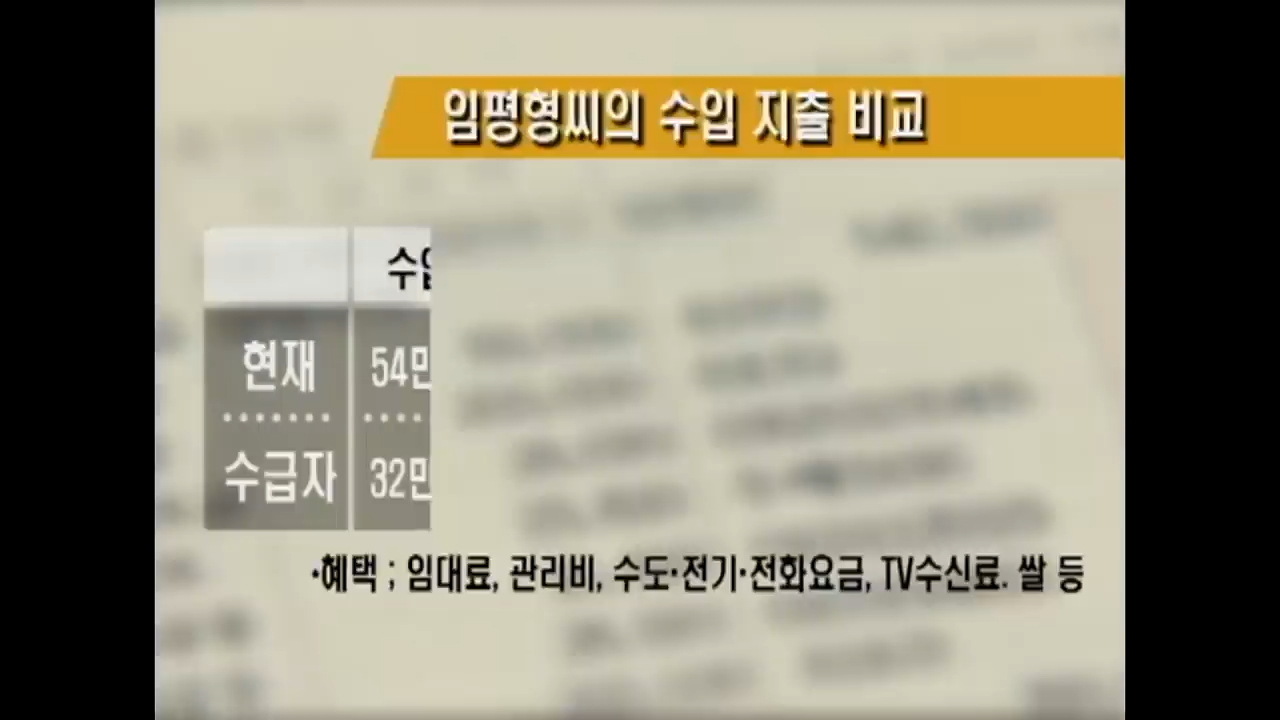 임평형씨의 수입 지출 비교
현재 54만
수급자 32만
·혜택 ; 임대료, 관리비, 수도·전기·전화요금, TV수신료. 쌀 등